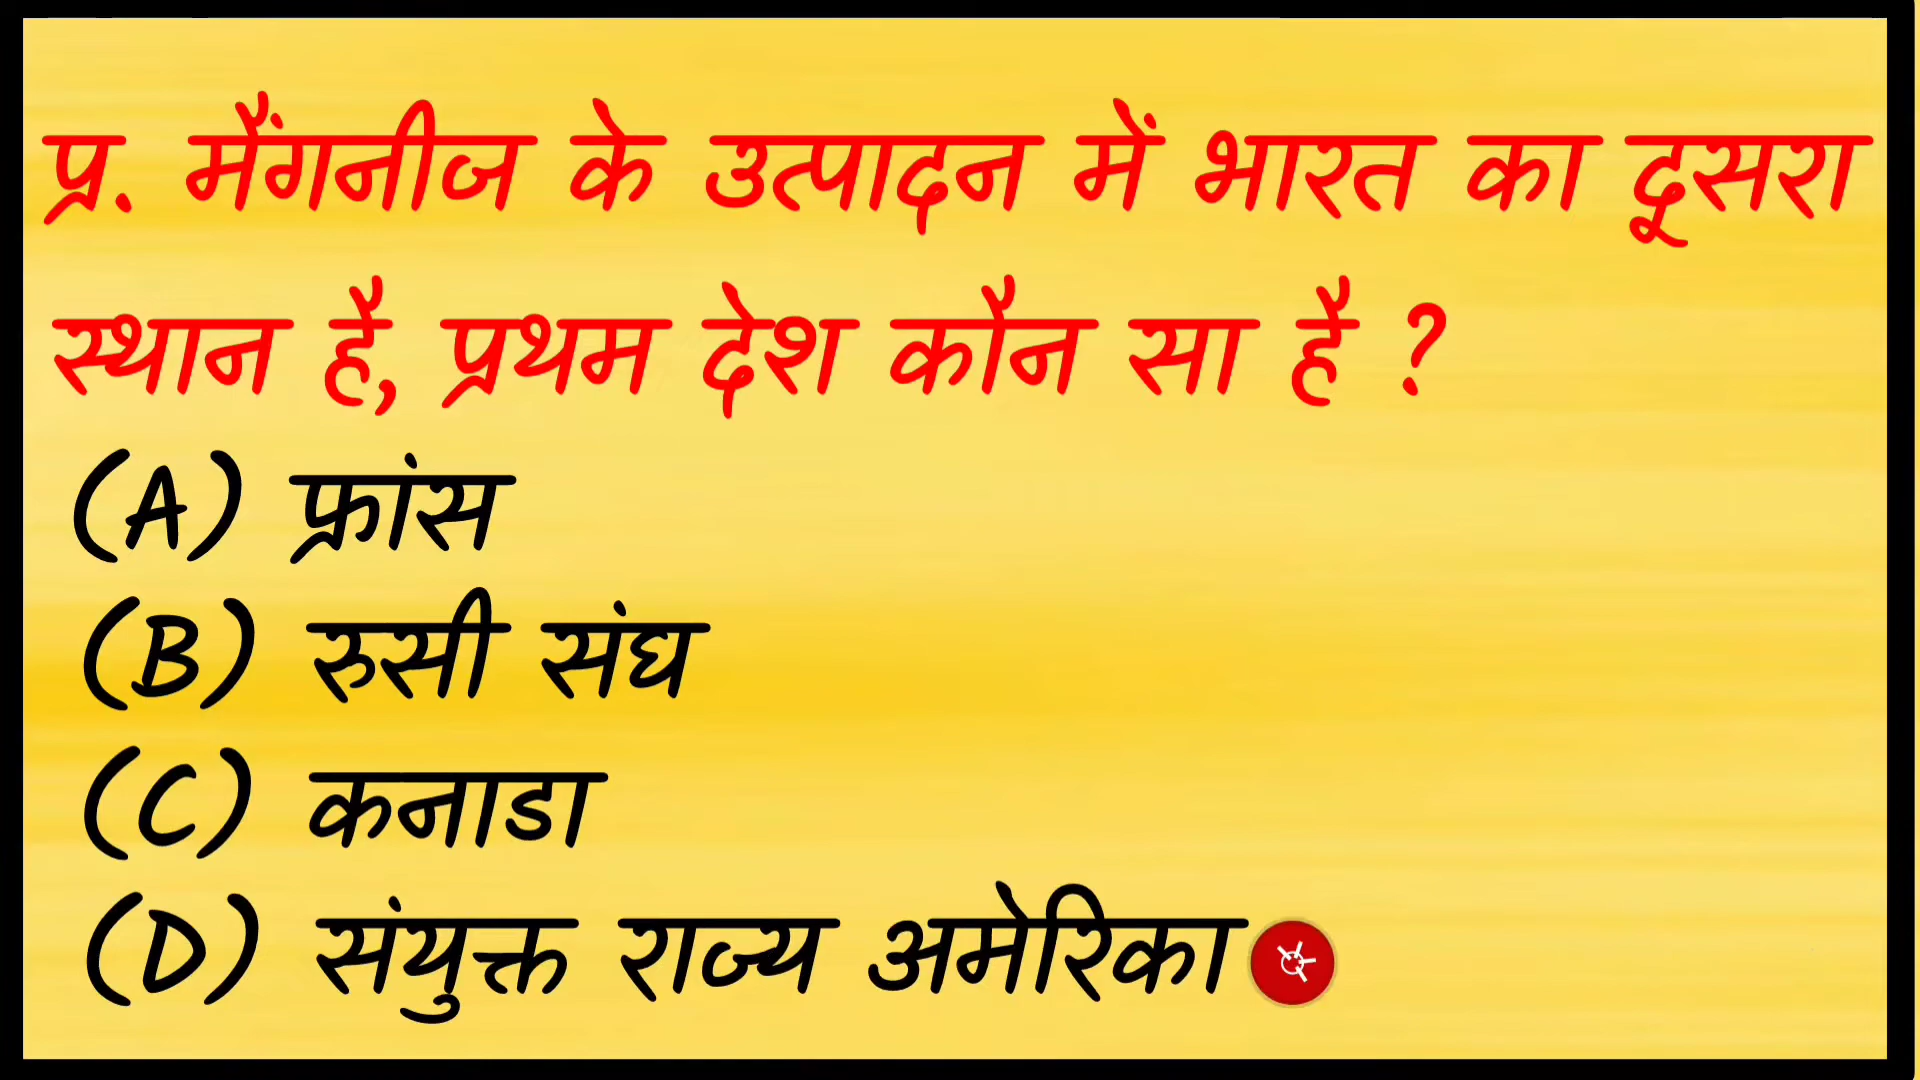 प्र. मैंगनीज के उत्पादन में भारत का दूसरा
स्थान है, प्रथम देश कौन सा है ?
(A) फ्रांस
(B) रुसी संघ
(C) कनाडा
(D) संयुक्त राज्य अमेरिका